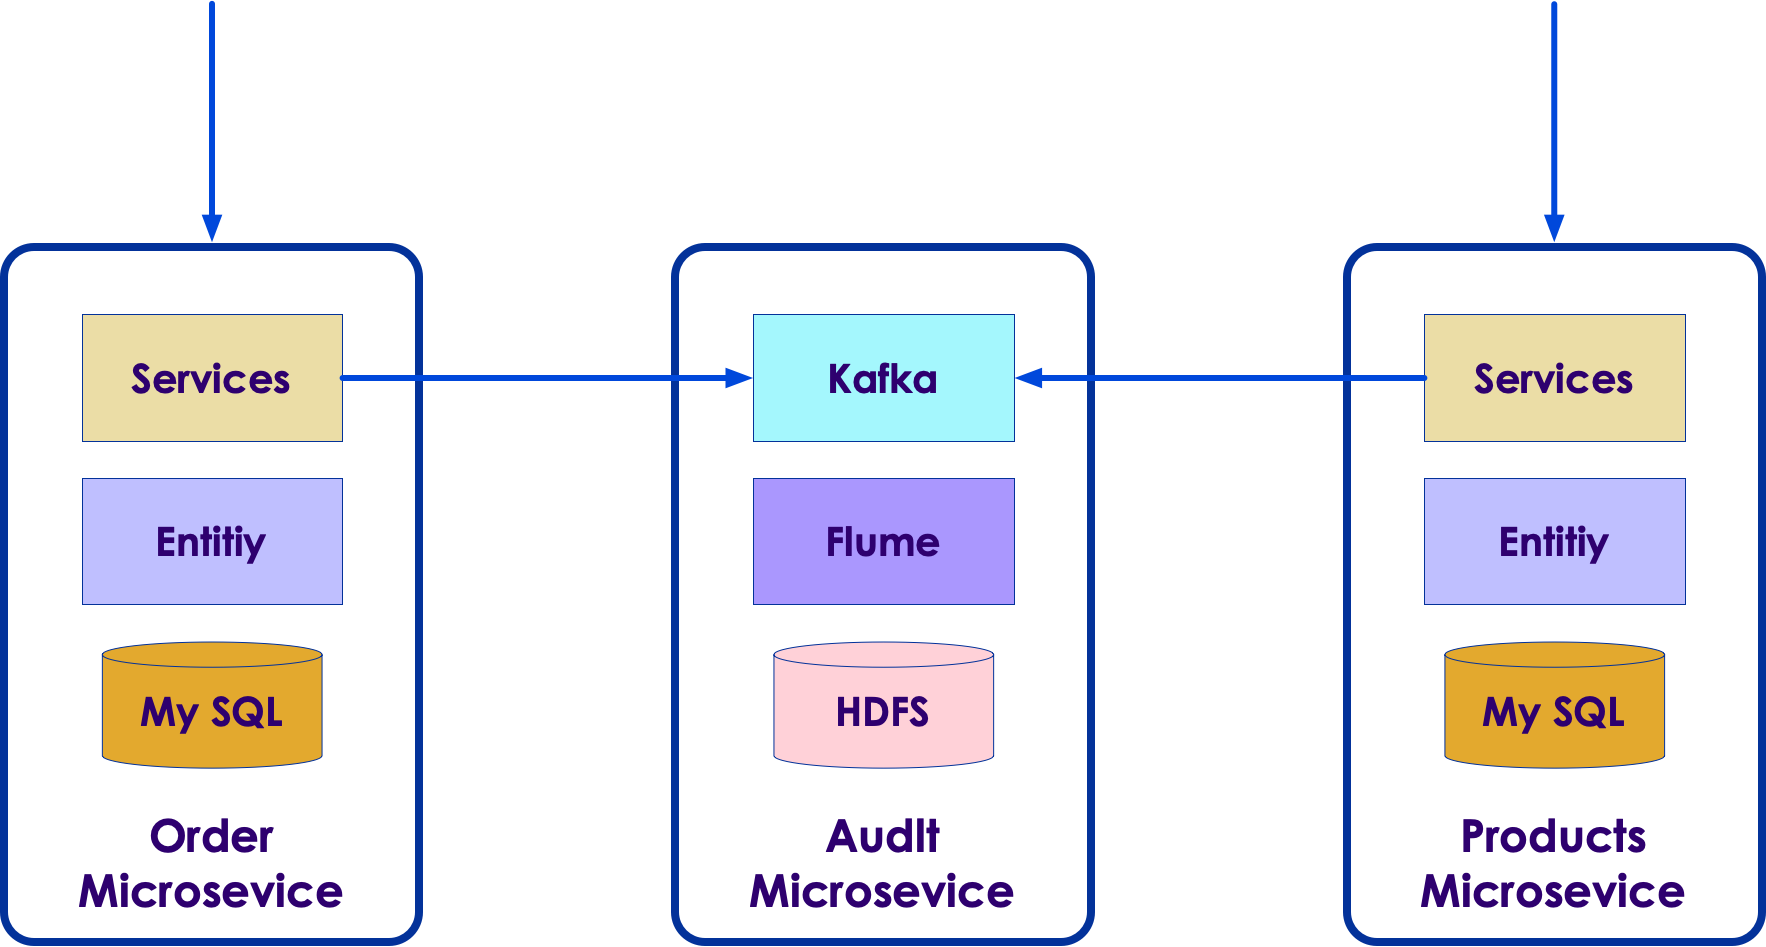 Services
Entitiy
My SQL
Order
Microsevice
Kafka
Flume
HDFS
AudIt
Microsevice
Services
Entitiy
My SQL
Products
Microsevice